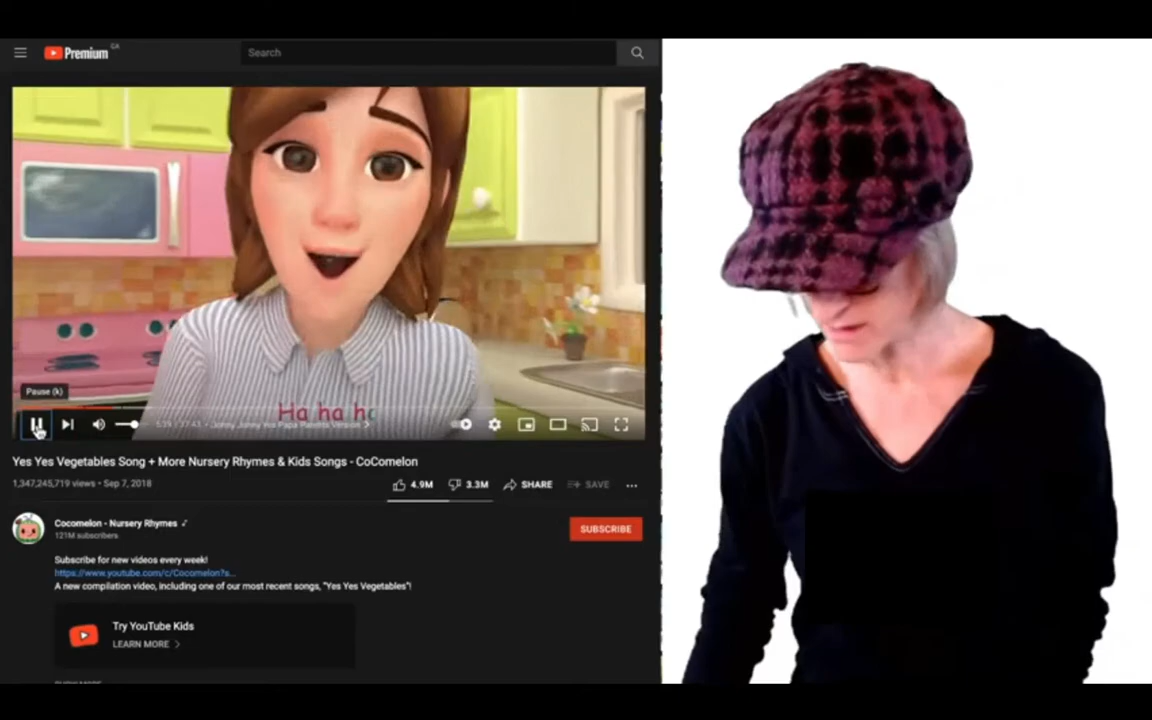 Premium
Search
Pause (k)
Ha ha h
Yes Yes Vegetables Song + More Nursery Rhymes & Kids Songs - CoComelon
1,347,245,719 views • Sep 7, 2018
4.9M
3.3M
SHARE
SAVE
Cocomelon - Nursery Rhymes
121M subscribers
SUBSCRIBE
Subscribe for new videos every week!
https://www.youtube.com/c/Cocomelon?s...
A new compilation video, including one of our most recent songs, "Yes Yes Vegetables"!
Try YouTube Kids
LEARN MORE